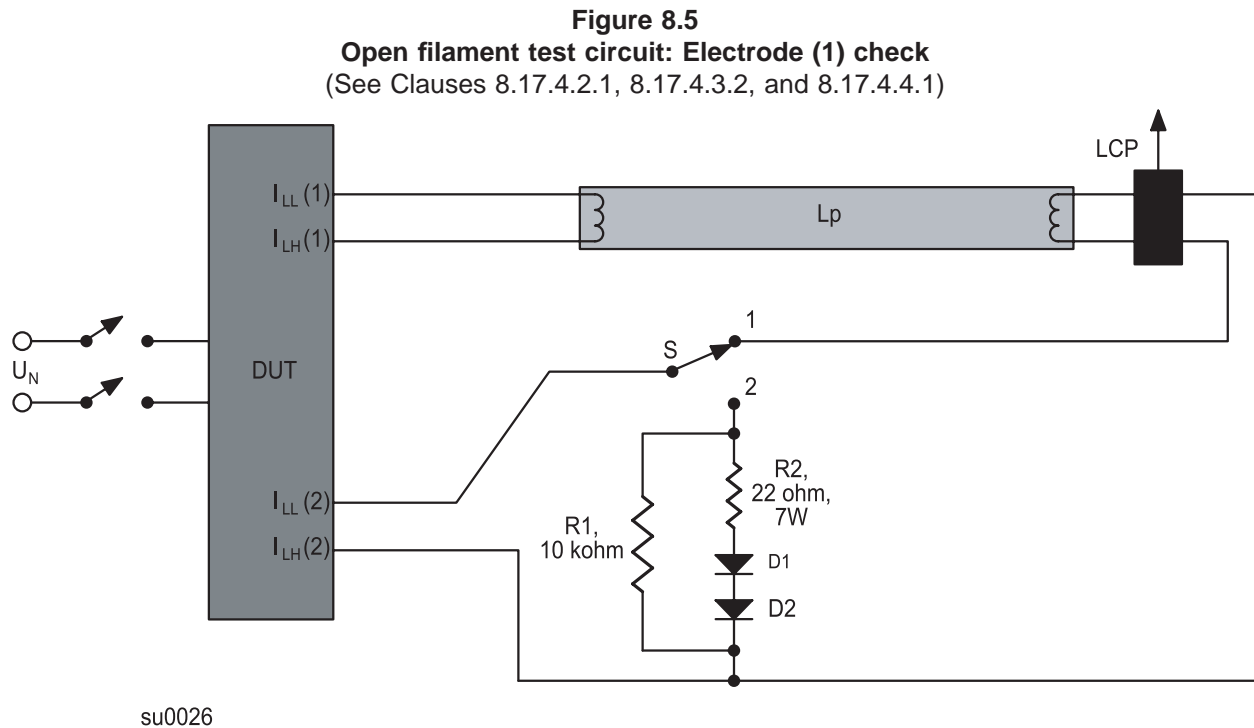 Figure 8.5
Open filament test circuit: Electrode (1) check
(See Clauses 8.17.4.2.1, 8.17.4.3.2, and 8.17.4.4.1)
LCP
I_LL (1)
Lp
I_LH (1)
1
S
U_N
DUT
2
R2,
22 ohm,
7W
I_LL (2)
R1,
10 kohm
I_LH (2)
D1
D2
su0026